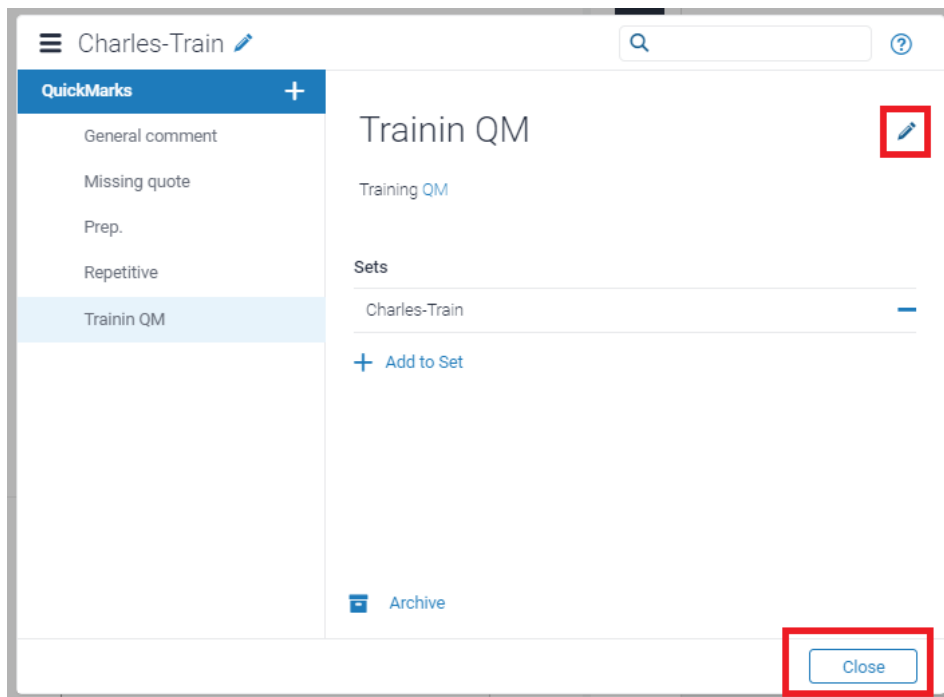 Charles-Train
QuickMarks
General comment
Missing quote
Prep.
Repetitive
Trainin QM
Trainin QM
Training QM
Sets
Charles-Train
Add to Set
Archive
Close